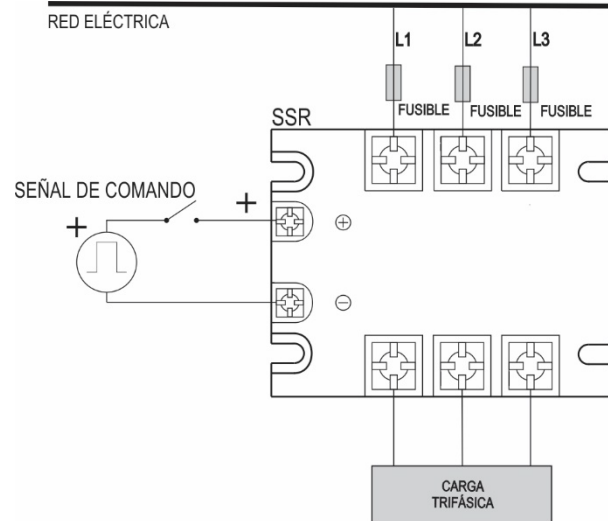 RED ELÉCTRICA
L1
L2
L3
FUSIBLE
FUSIBLE
FUSIBLE
SSR
SEÑAL DE COMANDO
+
+
+
−
CARGA
TRIFÁSICA